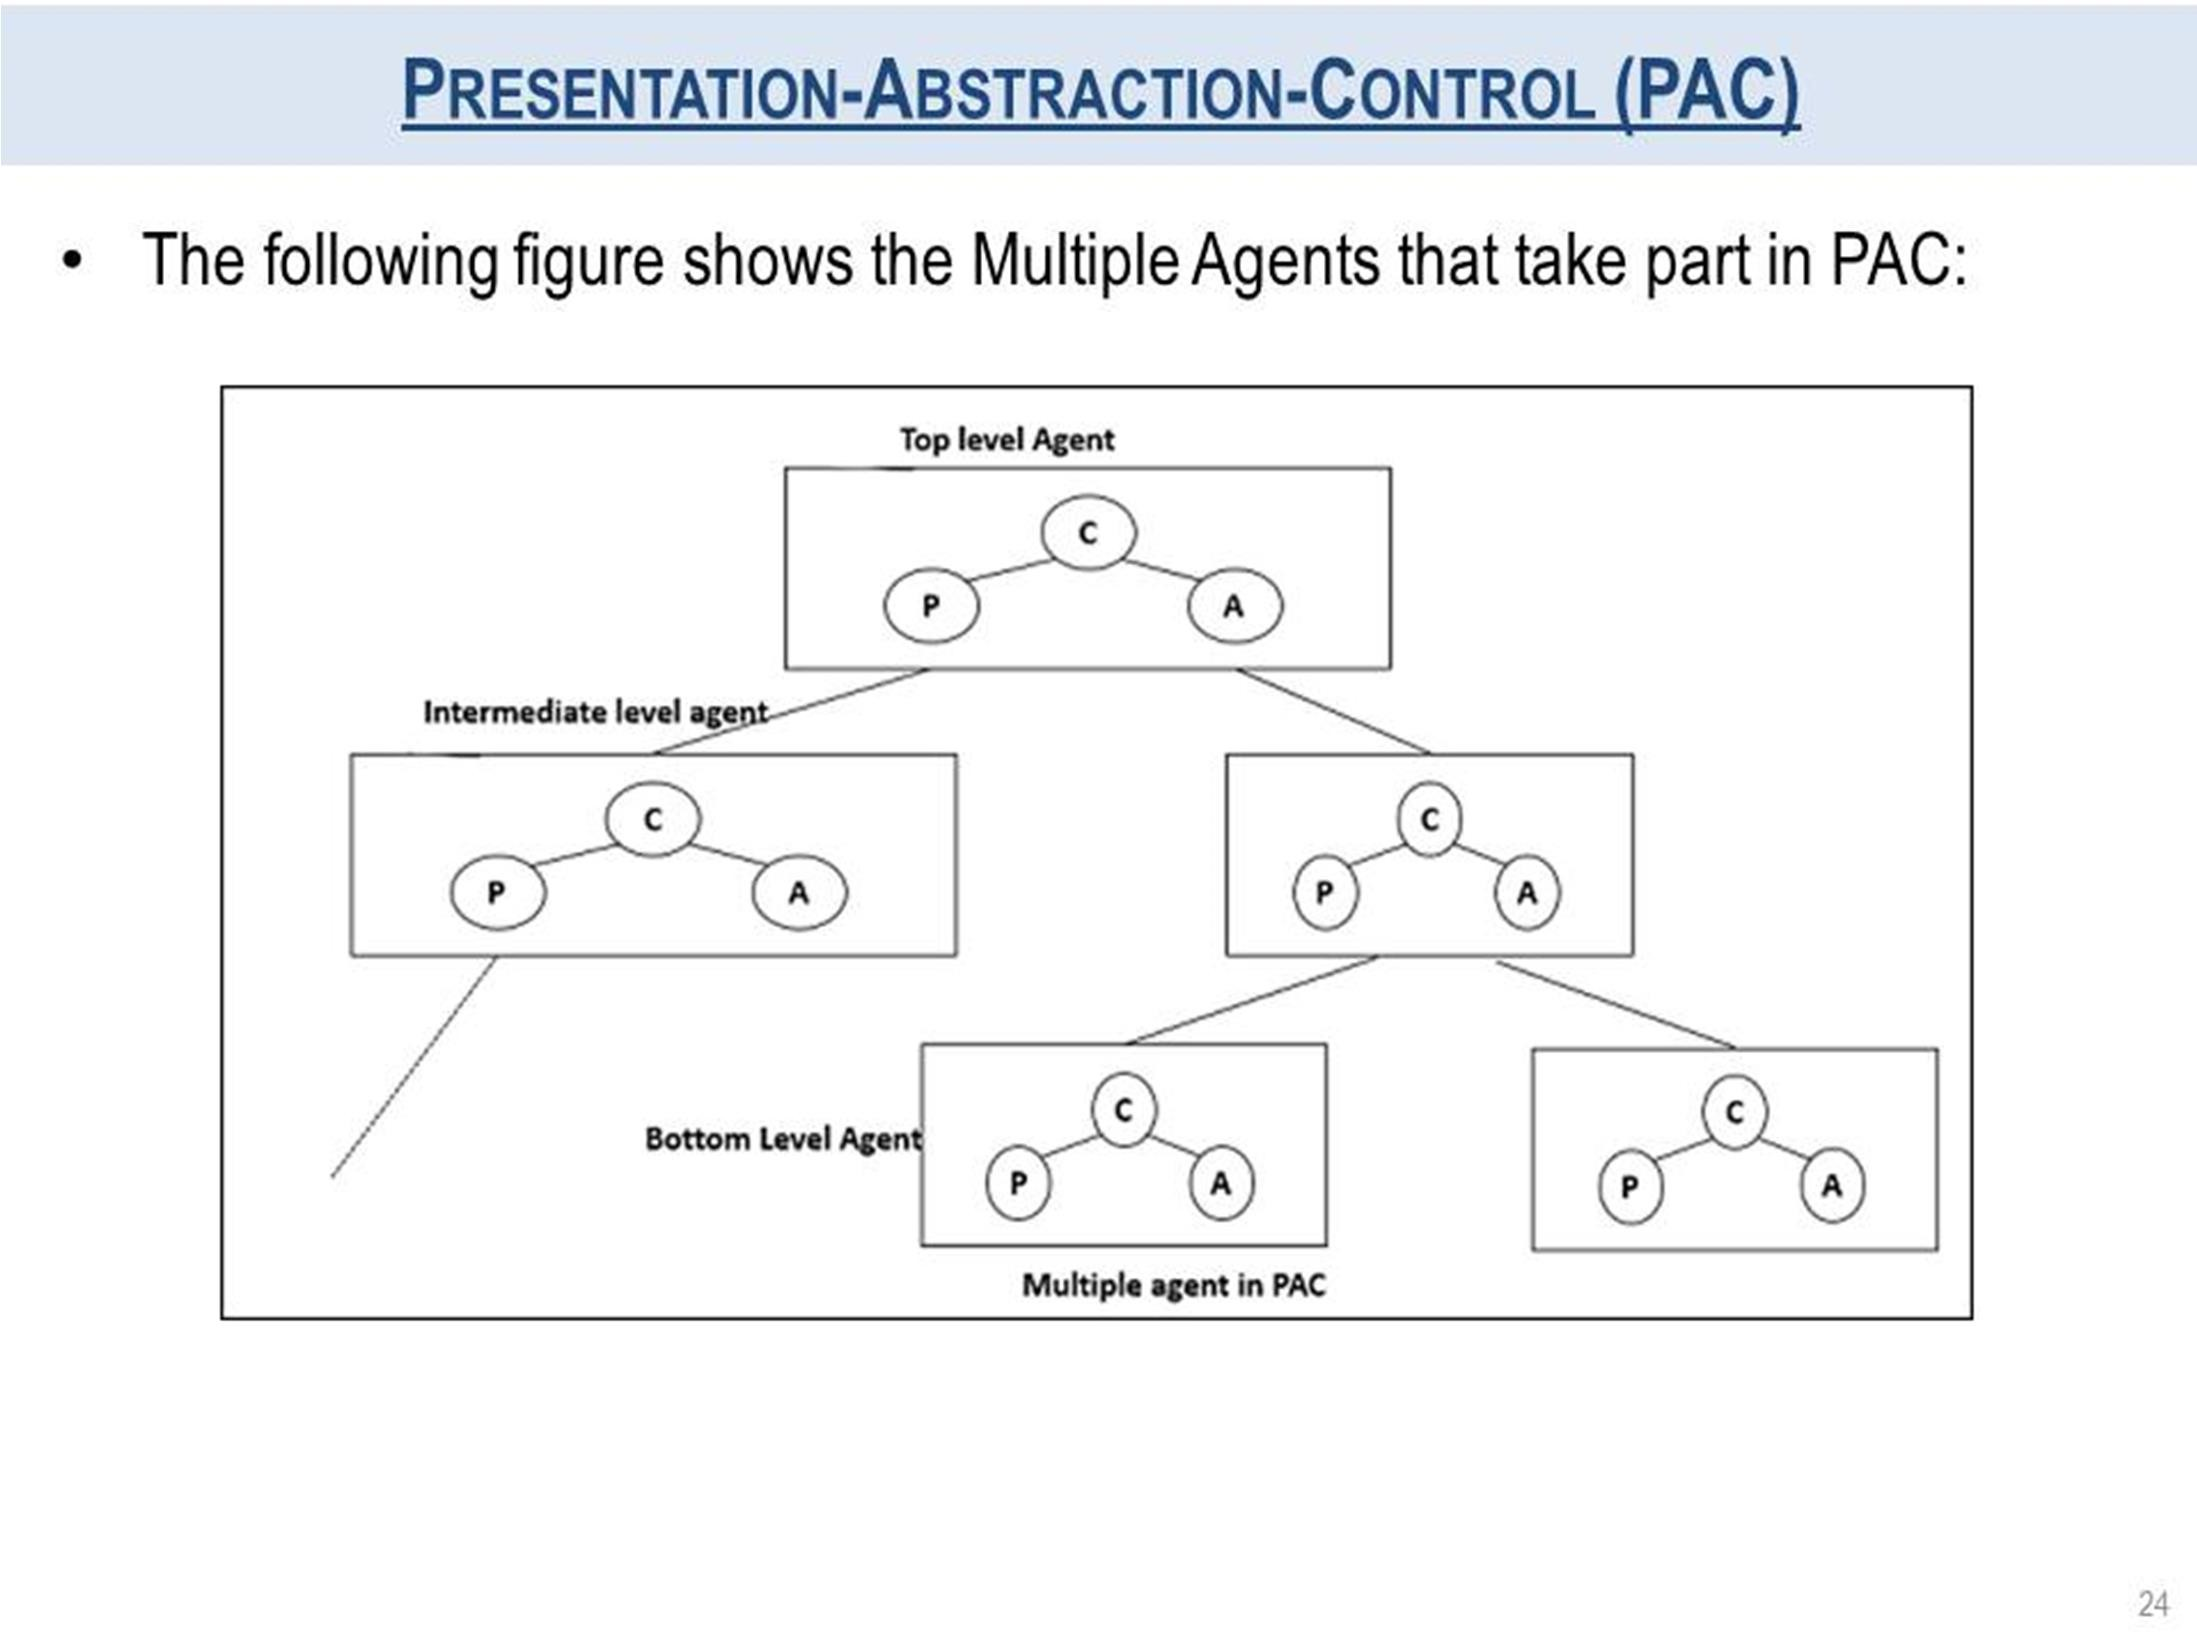 PRESENTATION-ABSTRACTION-CONTROL (PAC)
• The following figure shows the Multiple Agents that take part in PAC:
Top level Agent
C
P
A
Intermediate level agent
C
P
A
C
P
A
Bottom Level Agent
C
P
A
C
P
A
Multiple agent in PAC
24